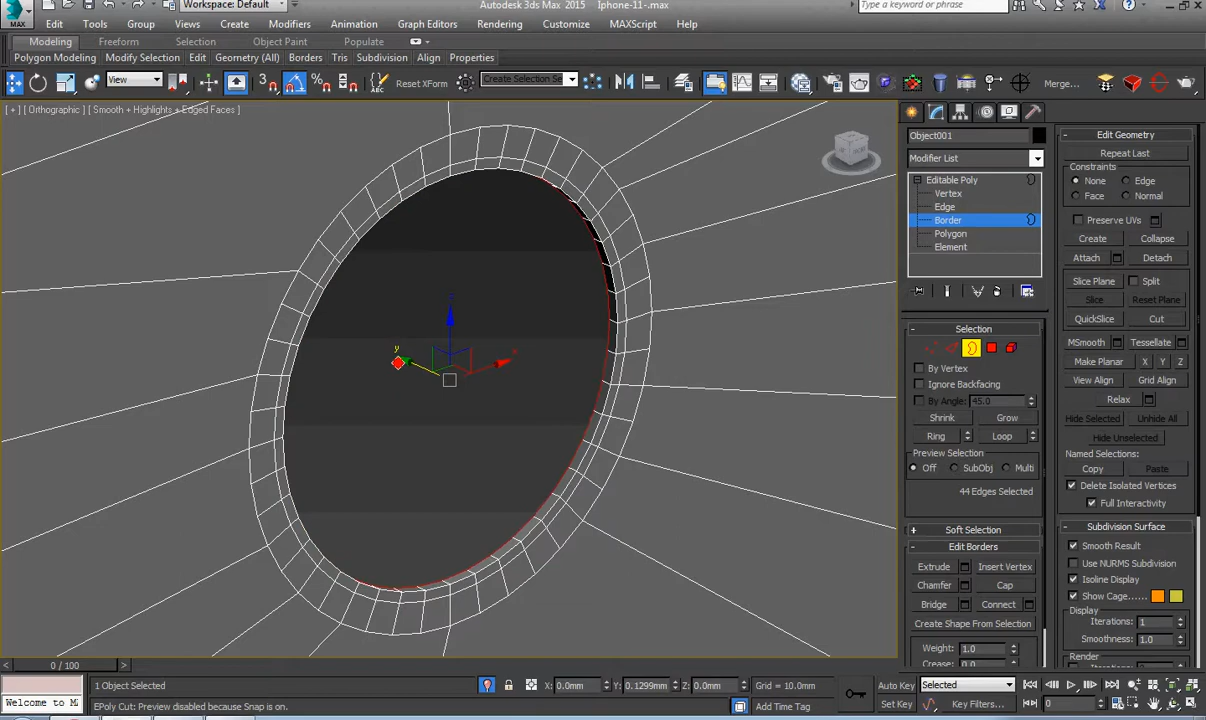 Workspace: Default
Autodesk 3ds Max 2015
Iphone-11-.max
Type a keyword or phrase
MAX
Edit Tools Group Views Create Modifiers Animation Graph Editors Rendering Customize MAXScript Help
Modeling Freeform Selection Object Paint Populate
Polygon Modeling Modify Selection Edit Geometry (All) Borders Tris Subdivision Align Properties
View
3
ABC
Reset XForm
Create Selection Se
Merge...
[ + ] [ Orthographic ] [ Smooth + Highlights + Edged Faces ]
Object001
Modifier List
Editable Poly
Vertex
Edge
Border
Polygon
Element
Selection
By Vertex
Ignore Backfacing
By Angle: 45.0
Shrink Grow
Ring Loop
Preview Selection
Off SubObj Multi
44 Edges Selected
Soft Selection
Edit Borders
Extrude Insert Vertex
Chamfer Cap
Bridge Connect
Create Shape From Selection
Weight: 1.0
Crease: 0.0
Edit Geometry
Repeat Last
Constraints
None Edge
Face Normal
Preserve UVs
Create Collapse
Attach Detach
Slice Plane Split
Slice Reset Plane
QuickSlice Cut
MSmooth Tessellate
Make Planar X Y Z
View Align Grid Align
Relax
Hide Selected Unhide All
Hide Unselected
Named Selections:
Copy Paste
Delete Isolated Vertices
Full Interactivity
Subdivision Surface
Smooth Result
Use NURMS Subdivision
Isoline Display
Show Cage......
Display
Iterations: 1
Smoothness: 1.0
Render
y
x
z
0 / 100
1 Object Selected
X: 0.0mm Y: 0.1299mm Z: 0.0mm
Grid = 10.0mm
Auto Key Selected
Welcome to M
EPoly Cut: Preview disabled because Snap is on.
Add Time Tag
Set Key Key Filters...
0